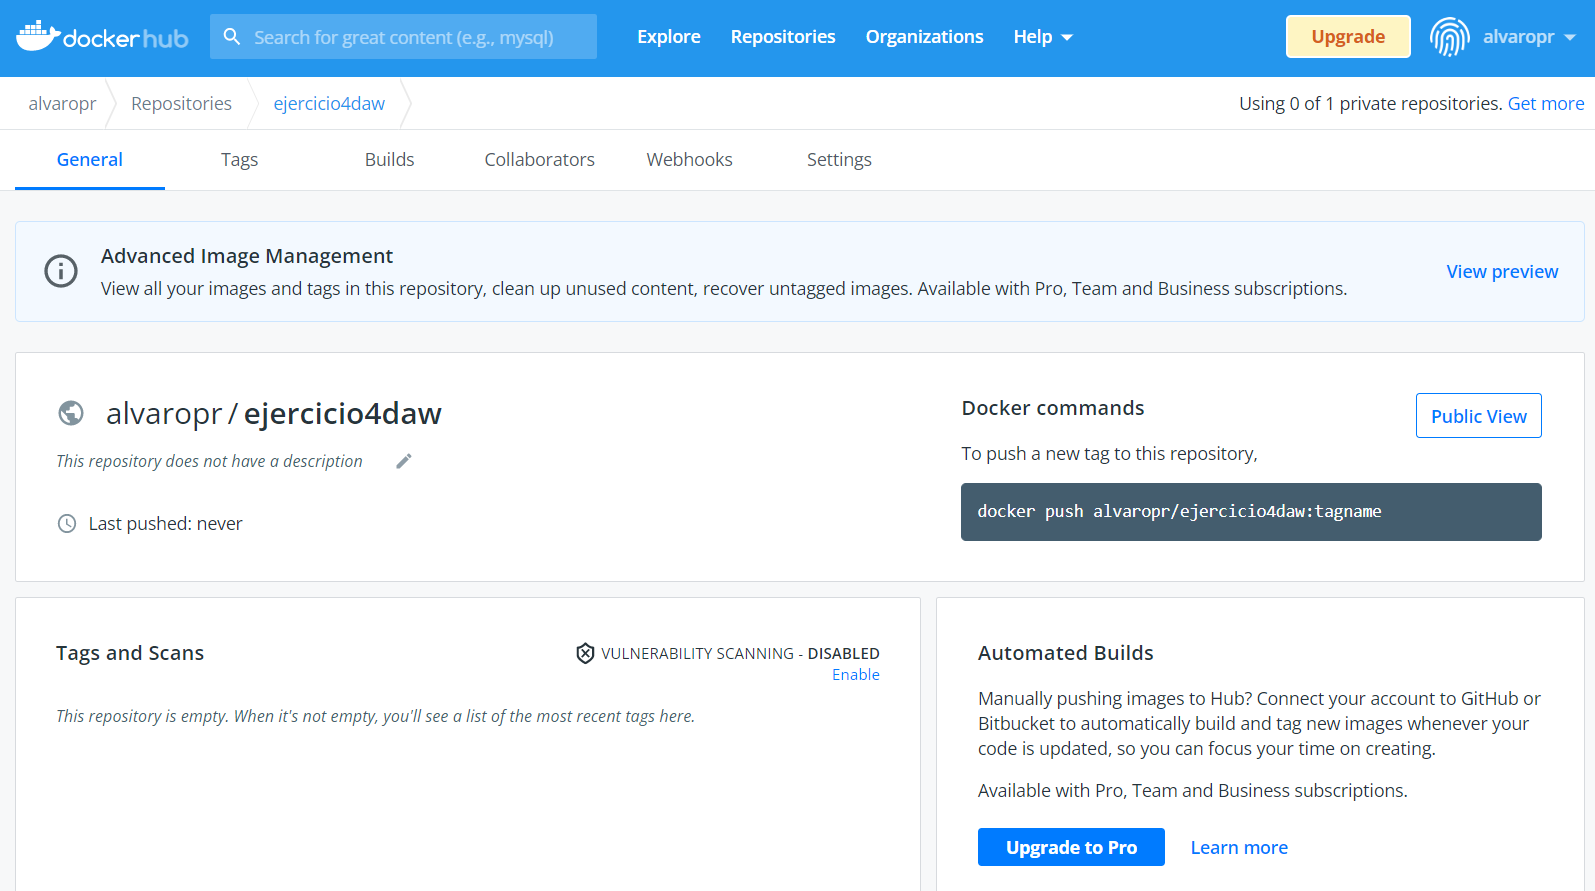 docker hub
Search for great content (e.g., mysql)
Explore
Repositories
Organizations
Help
Upgrade
alvaropr
alvaropr
Repositories
ejercicio4daw
Using 0 of 1 private repositories. Get more
General
Tags
Builds
Collaborators
Webhooks
Settings
Advanced Image Management
View all your images and tags in this repository, clean up unused content, recover untagged images. Available with Pro, Team and Business subscriptions.
View preview
alvaropr / ejercicio4daw
This repository does not have a description
Last pushed: never
Docker commands
Public View
To push a new tag to this repository,
docker push alvaropr/ejercicio4daw:tagname
Tags and Scans
VULNERABILITY SCANNING - DISABLED
Enable
This repository is empty. When it's not empty, you'll see a list of the most recent tags here.
Automated Builds
Manually pushing images to Hub? Connect your account to GitHub or
Bitbucket to automatically build and tag new images whenever your
code is updated, so you can focus your time on creating.
Available with Pro, Team and Business subscriptions.
Upgrade to Pro
Learn more